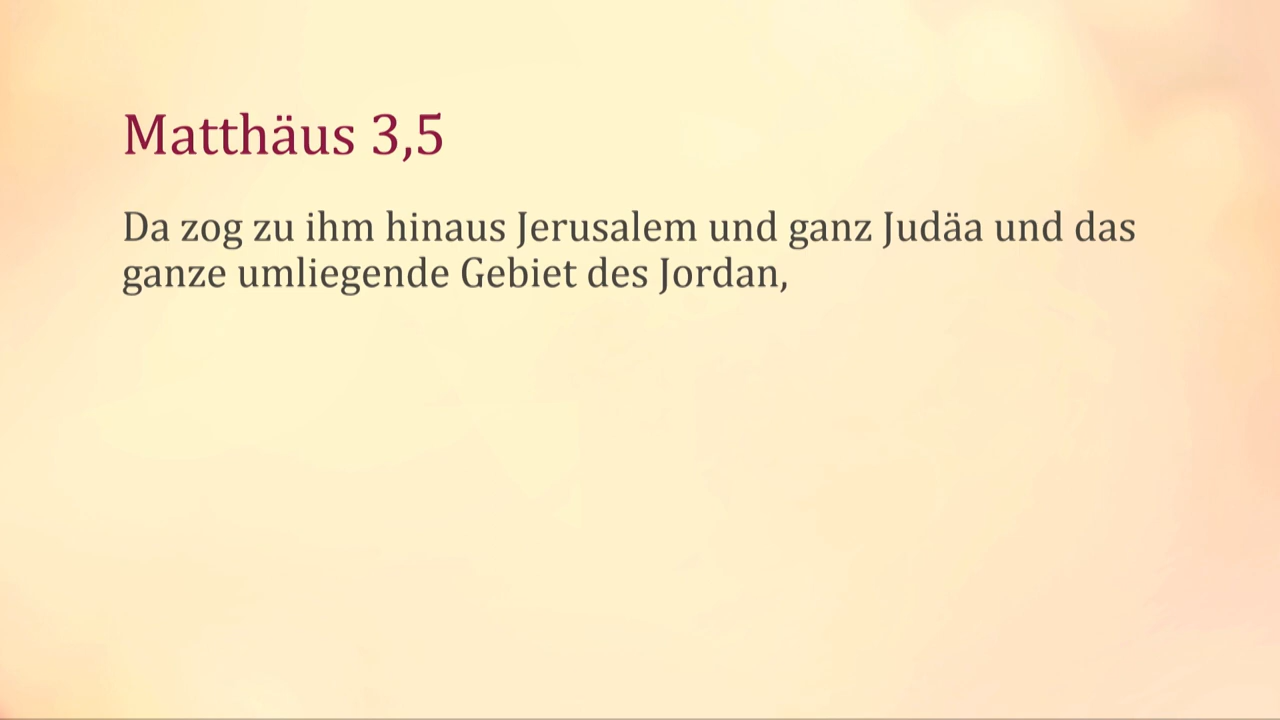 Matthäus 3,5
Da zog zu ihm hinaus Jerusalem und ganz Judäa und das
ganze umliegende Gebiet des Jordan,